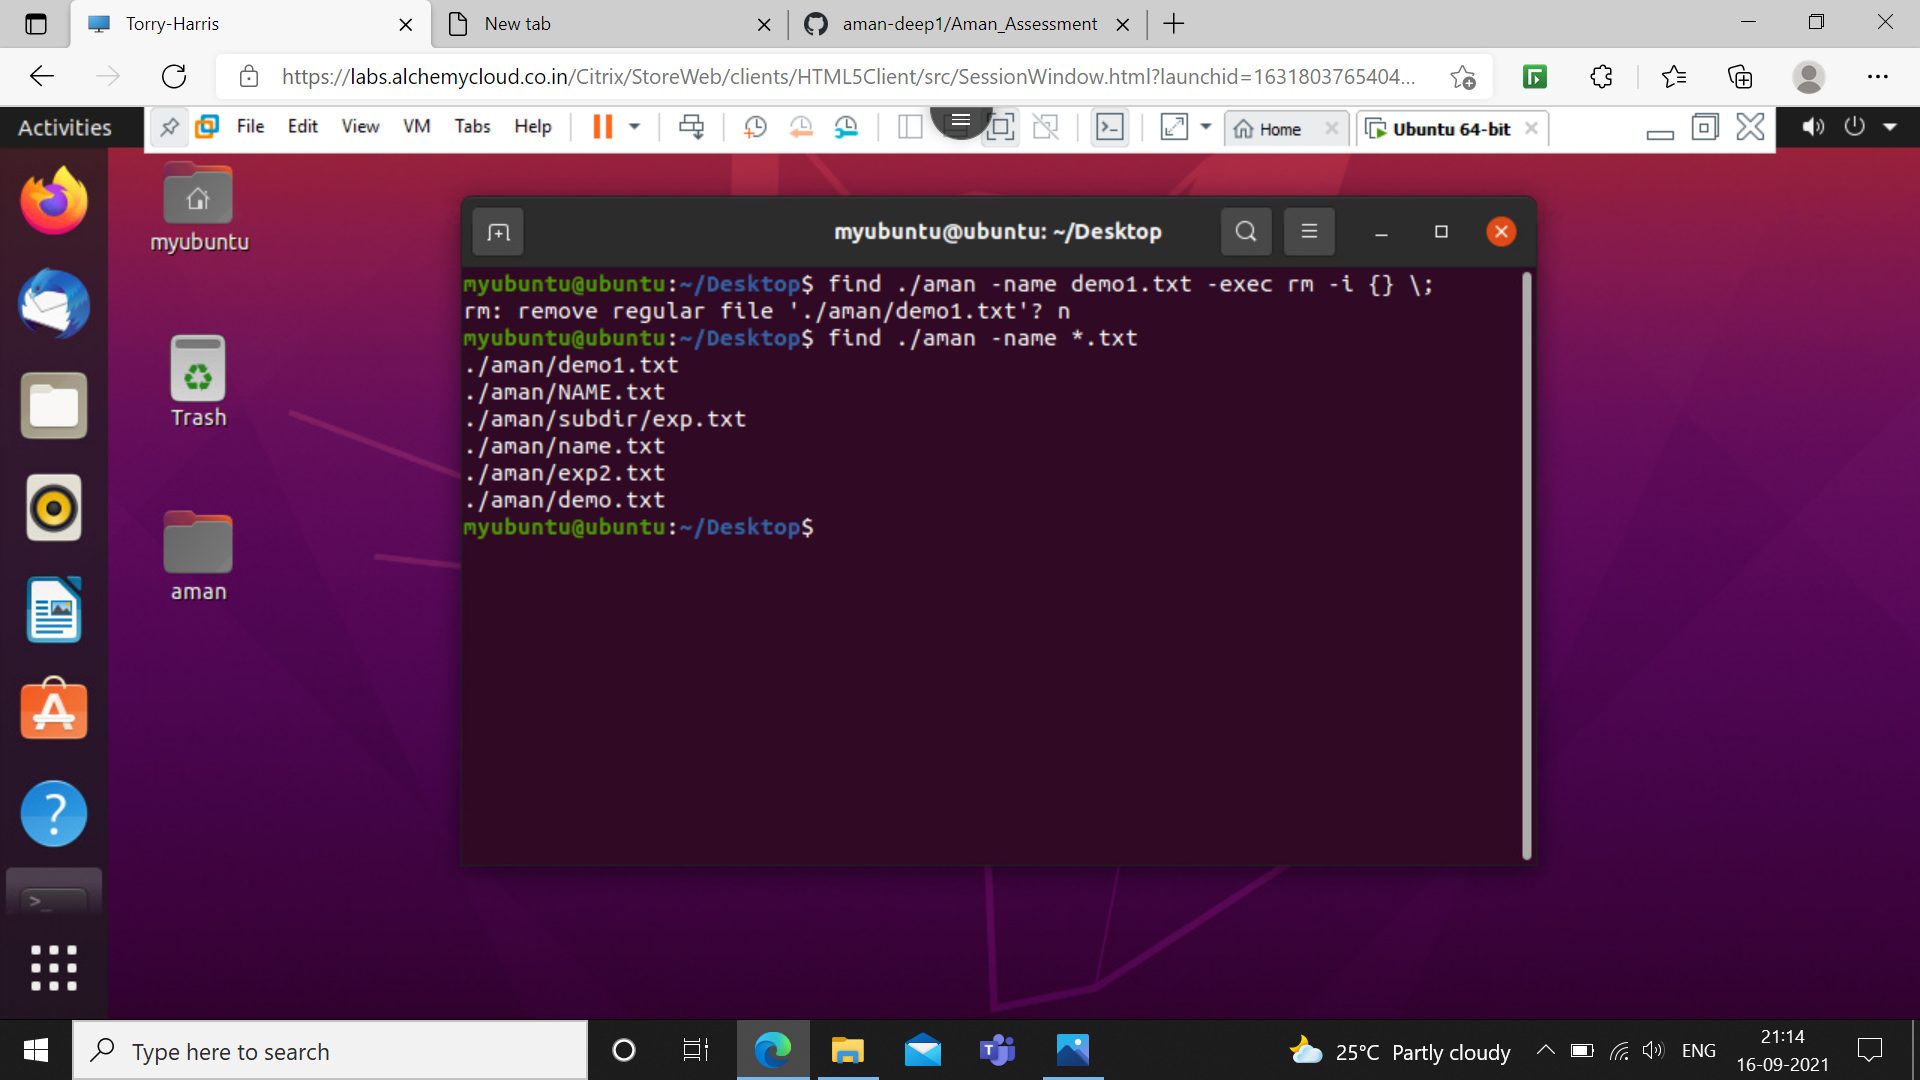 Torry-Harris
New tab
aman-deep1/Aman_Assessment
https://labs.alchemycloud.co.in/Citrix/StoreWeb/clients/HTML5Client/src/SessionWindow.html?launchid=1631803765404...
Activities
File Edit View VM Tabs Help
Home
Ubuntu 64-bit
myubuntu
Trash
aman
myubuntu@ubuntu: ~/Desktop
myubuntu@ubuntu:~/Desktop$ find ./aman -name demo1.txt -exec rm -i {} \;
rm: remove regular file './aman/demo1.txt'? n
myubuntu@ubuntu:~/Desktop$ find ./aman -name *.txt
./aman/demo1.txt
./aman/NAME.txt
./aman/subdir/exp.txt
./aman/name.txt
./aman/exp2.txt
./aman/demo.txt
myubuntu@ubuntu:~/Desktop$
Type here to search
25°C Partly cloudy
ENG
21:14
16-09-2021